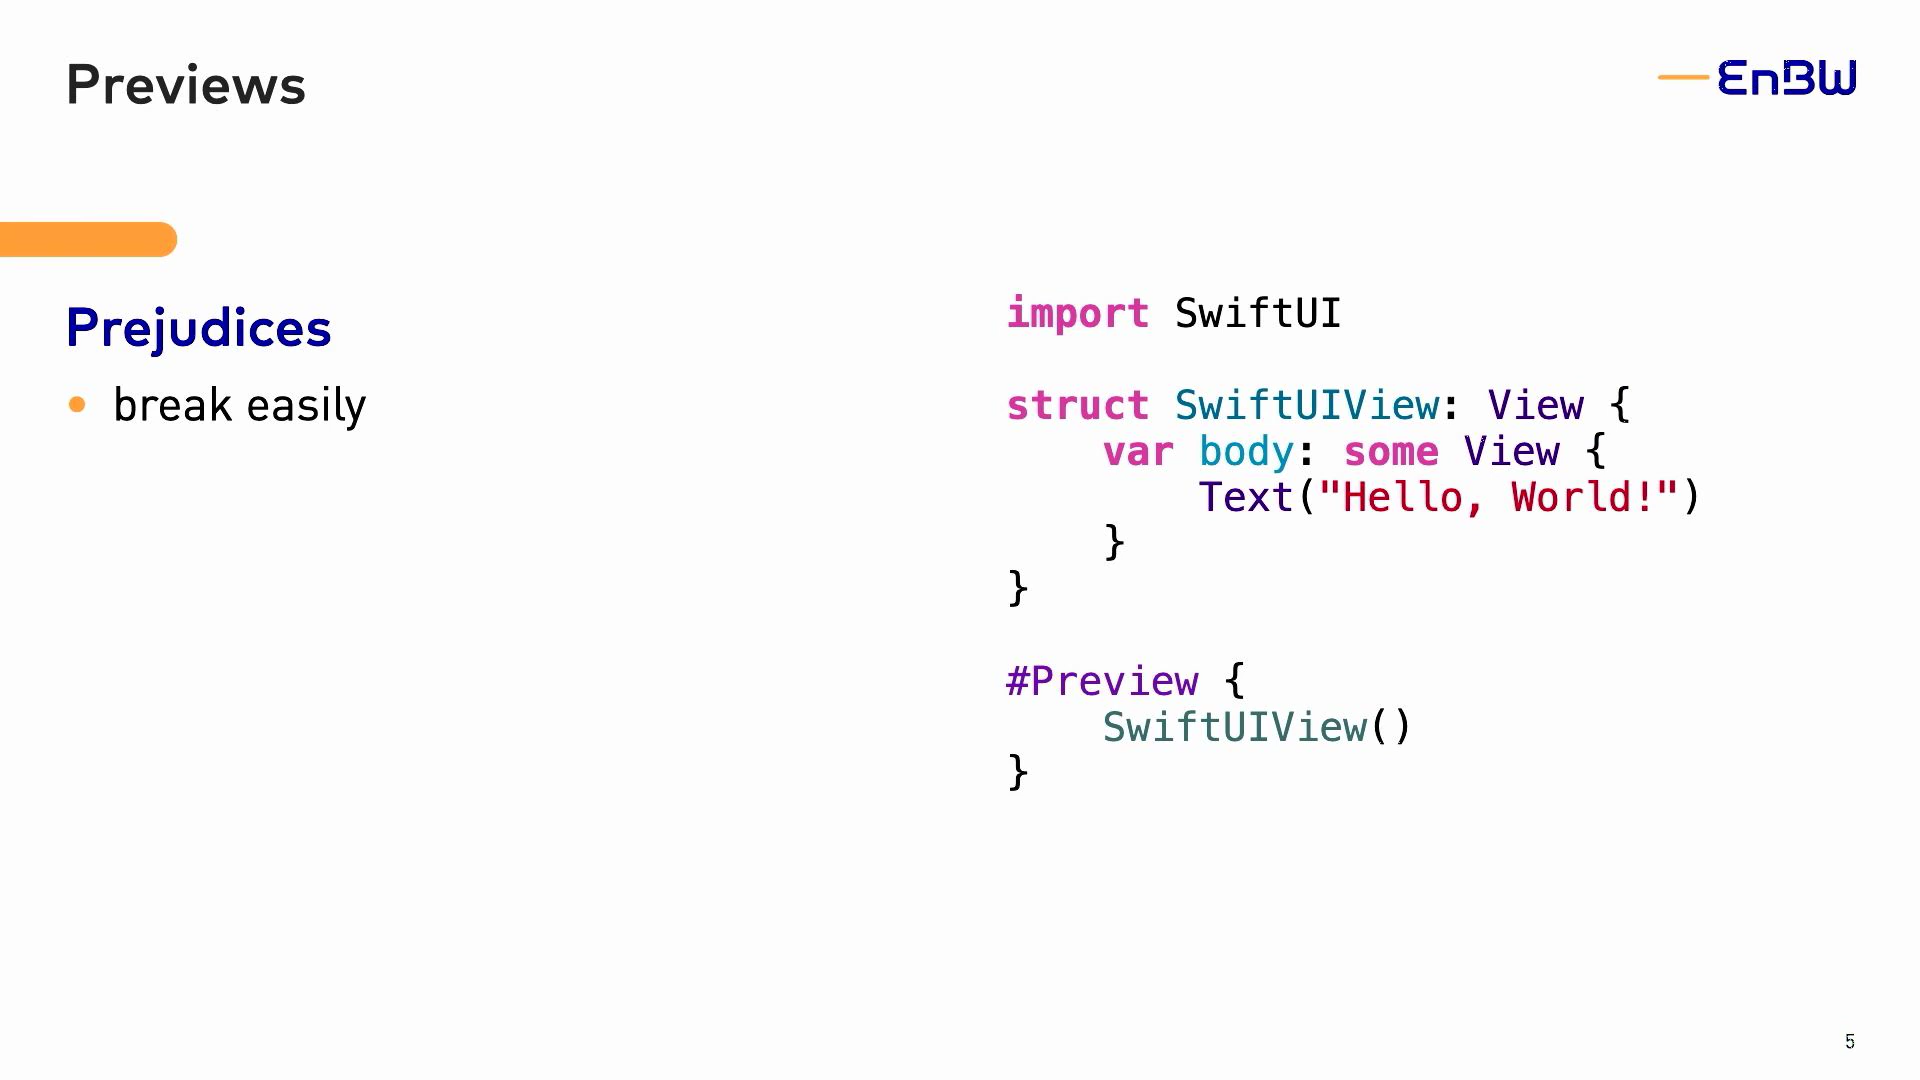 Previews
EnBW
Prejudices
• break easily
import SwiftUI
struct SwiftUIView: View {
    var body: some View {
        Text("Hello, World!")
    }
}
#Preview {
    SwiftUIView()
}
5